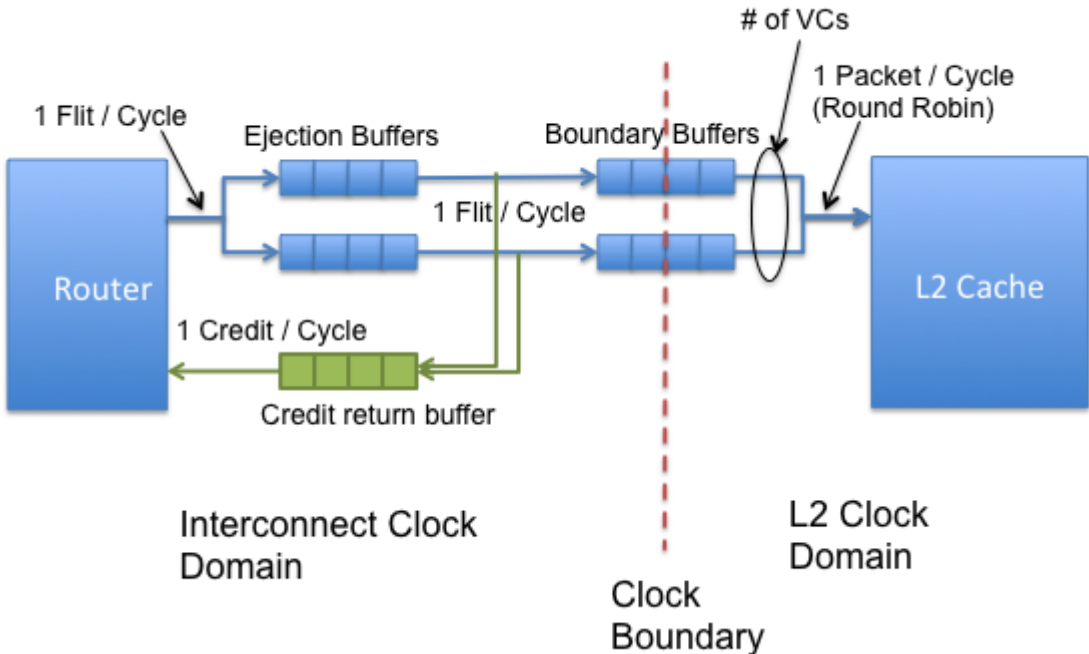 # of VCs
1 Packet / Cycle
(Round Robin)
1 Flit / Cycle
Ejection Buffers
Boundary Buffers
1 Flit / Cycle
Router
L2 Cache
1 Credit / Cycle
Credit return buffer
Interconnect Clock
Domain
L2 Clock
Domain
Clock
Boundary